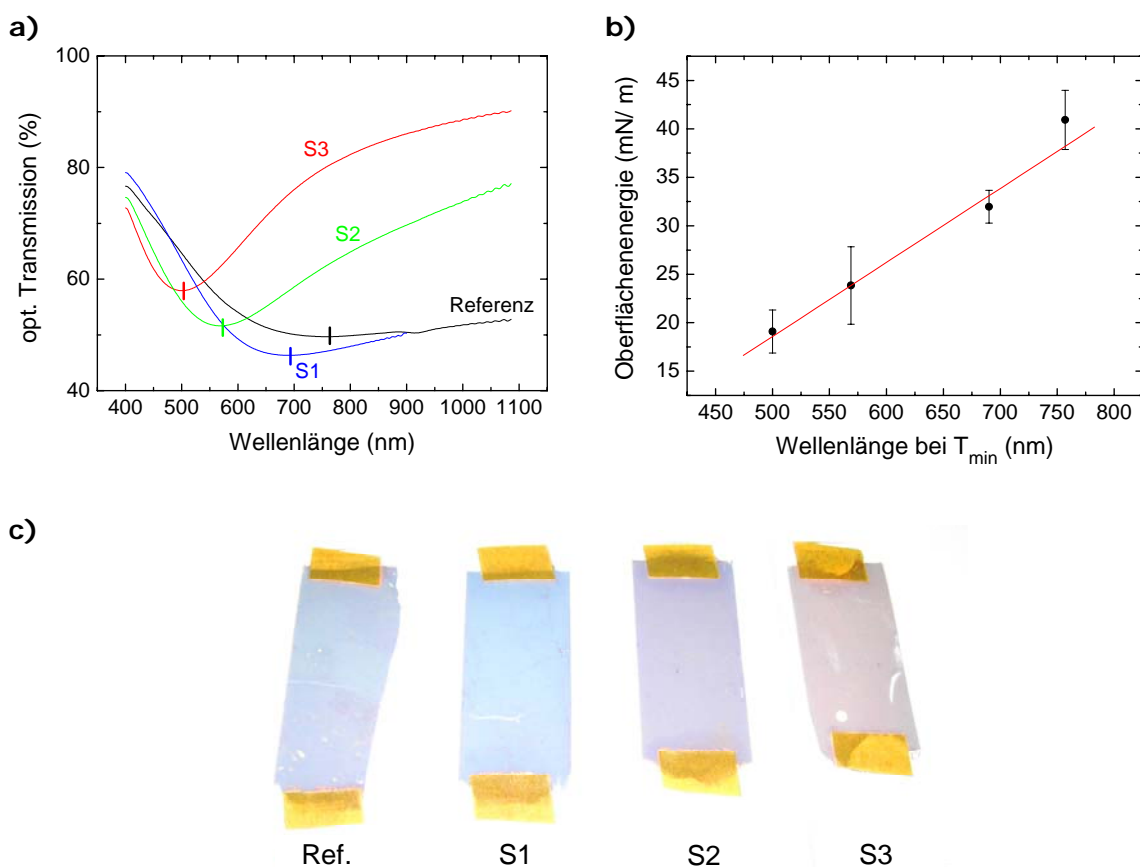 a)
100
80
60
40
opt. Transmission (%)
400 500 600 700 800 900 1000 1100
Wellenlänge (nm)
S3
S2
Referenz
S1
b)
45
40
35
30
25
20
15
Oberflächenenergie (mN/ m)
450 500 550 600 650 700 750 800
Wellenlänge bei Tmin (nm)
c)
Ref. S1 S2 S3